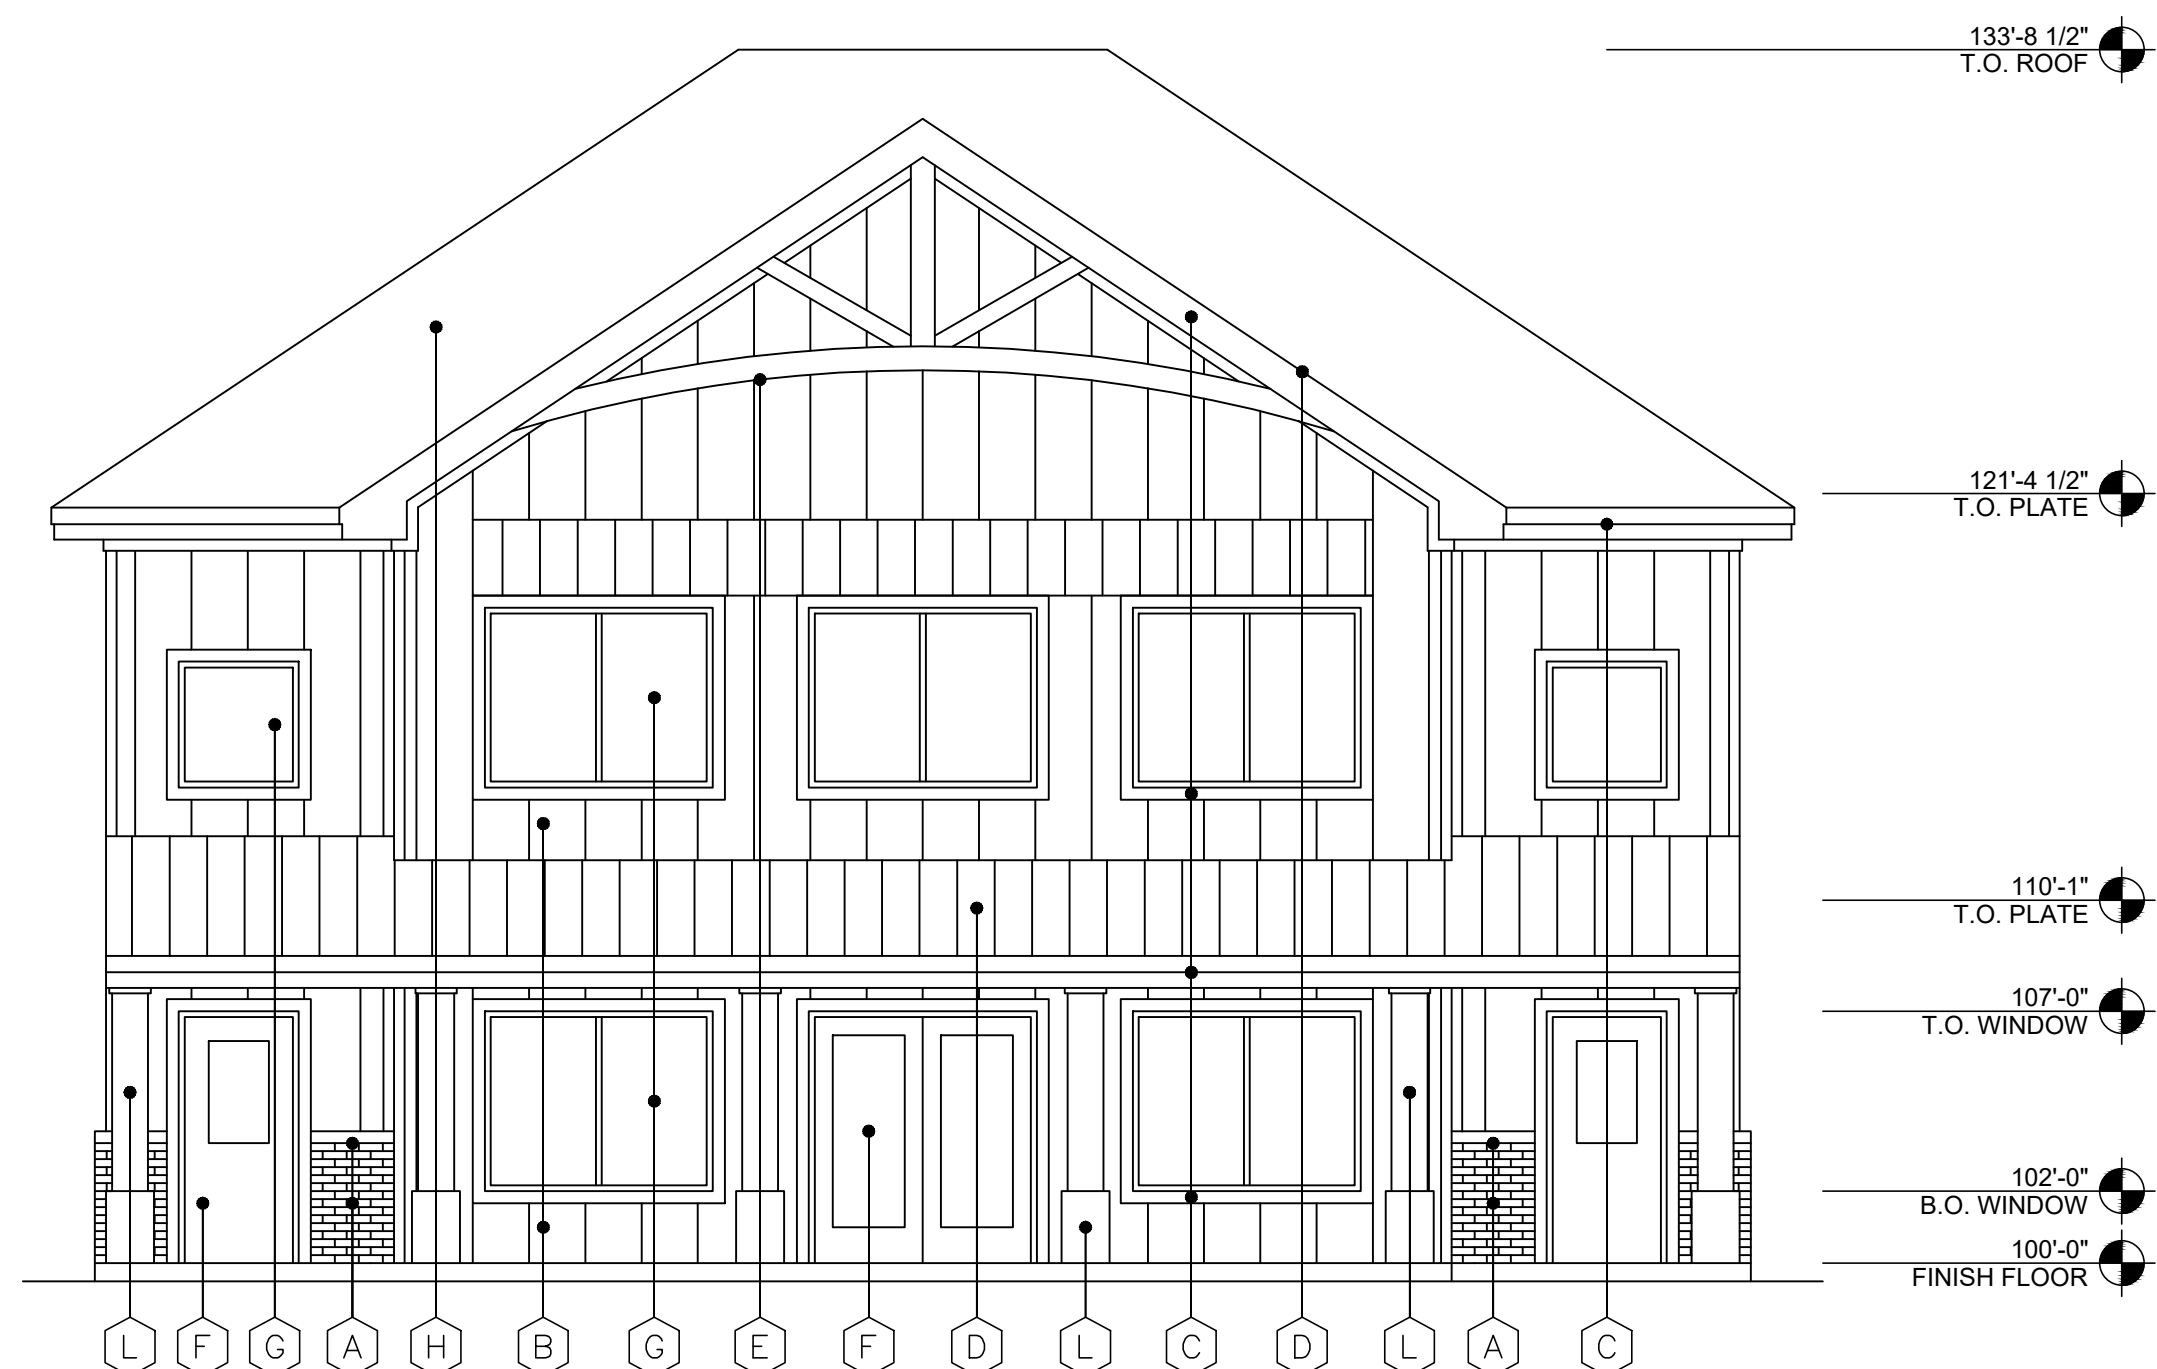 133'-8 1/2"
T.O. ROOF
121'-4 1/2"
T.O. PLATE
110'-1"
T.O. PLATE
107'-0"
T.O. WINDOW
102'-0"
B.O. WINDOW
100'-0"
FINISH FLOOR
L F G A H B G E F D L C D L A C